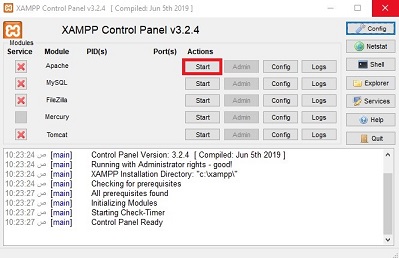 XAMPP Control Panel v3.2.4 [ Compiled: Jun 5th 2019 ]
XAMPP Control Panel v3.2.4
Config
Modules
Service Module PID(s) Port(s) Actions
Netstat
Apache Start Admin Config Logs
Shell
MySQL Start Admin Config Logs
Explorer
FileZilla Start Admin Config Logs
Services
Mercury Start Admin Config Logs
Help
Tomcat Start Admin Config Logs
Quit
10:23:24 ص [main] Control Panel Version: 3.2.4 [ Compiled: Jun 5th 2019 ]
10:23:24 ص [main] Running with Administrator rights - good!
10:23:24 ص [main] XAMPP Installation Directory: "c:\xampp\"
10:23:24 ص [main] Checking for prerequisites
10:23:27 ص [main] All prerequisites found
10:23:27 ص [main] Initializing Modules
10:23:27 ص [main] Starting Check-Timer
10:23:27 ص [main] Control Panel Ready